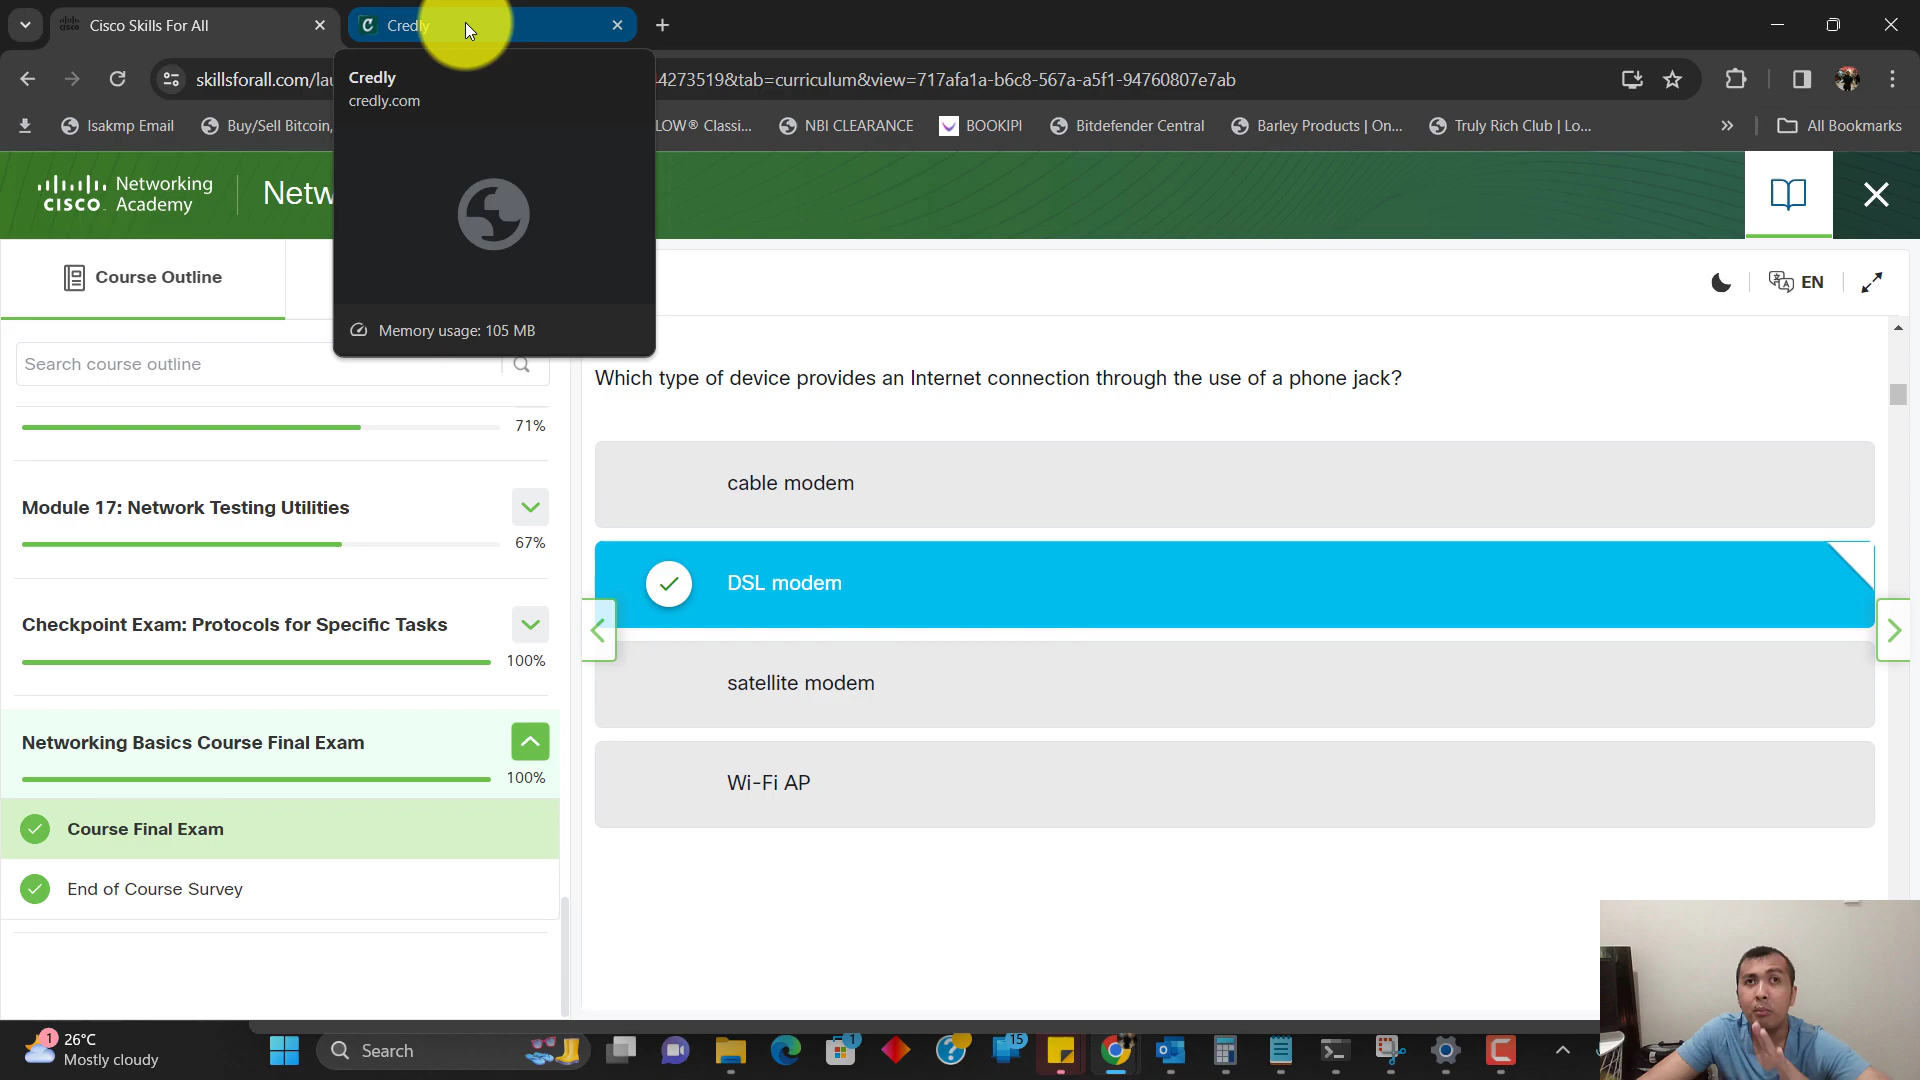 Cisco Skills For All
Credly
skillsforall.com/lau
4273519&tab=curriculum&view=717afa1a-b6c8-567a-a5f1-94760807e7ab
Credly
credly.com
Memory usage: 105 MB
Isakmp Email
Buy/Sell Bitcoin,
LOW® Classi...
NBI CLEARANCE
BOOKIPI
Bitdefender Central
Barley Products | On...
Truly Rich Club | Lo...
All Bookmarks
CISCO
Networking
Academy
Netw
Course Outline
EN
Search course outline
71%
Module 17: Network Testing Utilities
67%
Checkpoint Exam: Protocols for Specific Tasks
100%
Networking Basics Course Final Exam
100%
Course Final Exam
End of Course Survey
Which type of device provides an Internet connection through the use of a phone jack?
cable modem
DSL modem
satellite modem
Wi-Fi AP
1
26°C
Mostly cloudy
Search
1
15